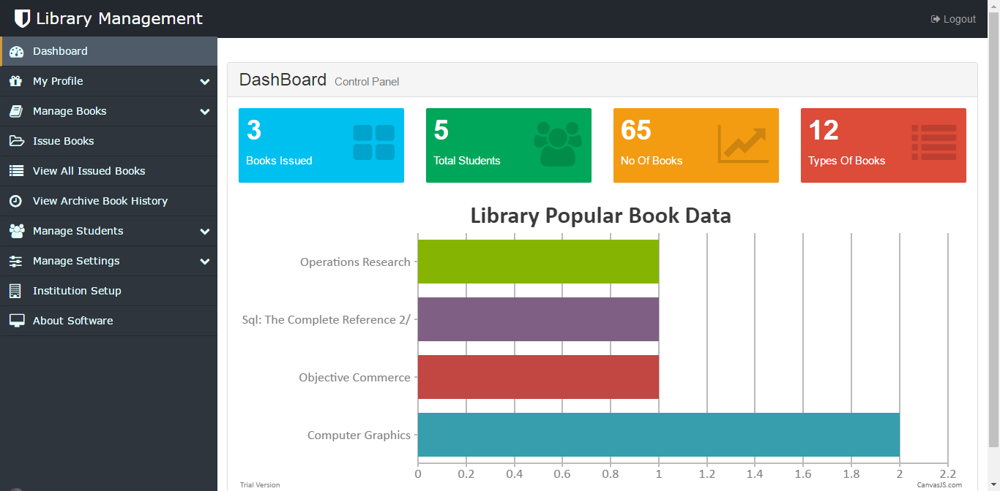 Library Management
Logout
Dashboard
My Profile
Manage Books
Issue Books
View All Issued Books
View Archive Book History
Manage Students
Manage Settings
Institution Setup
About Software
DashBoard Control Panel
3
Books Issued
5
Total Students
65
No Of Books
12
Types Of Books
Library Popular Book Data
Operations Research
Sql: The Complete Reference 2/
Objective Commerce
Computer Graphics
0 0.2 0.4 0.6 0.8 1 1.2 1.4 1.6 1.8 2 2.2
Trial Version
CanvasJS.com